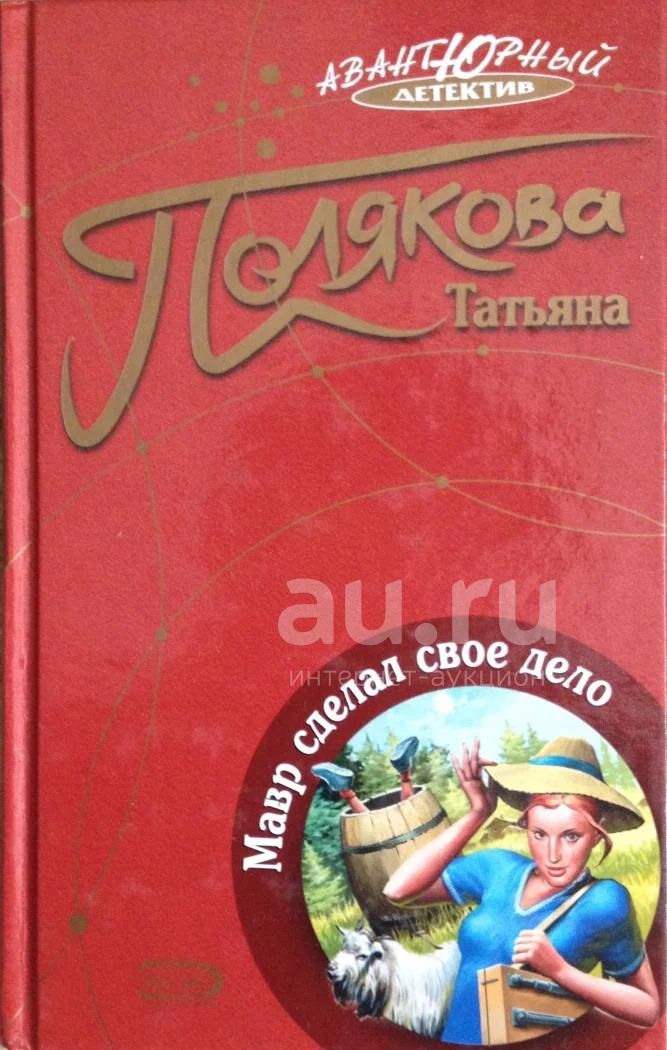 АВАНТЮРНЫЙ
ДЕТЕКТИВ
ПОЛЯКОВА
Татьяна
au.ru
интернет-аукцион
Мавр сделал свое дело